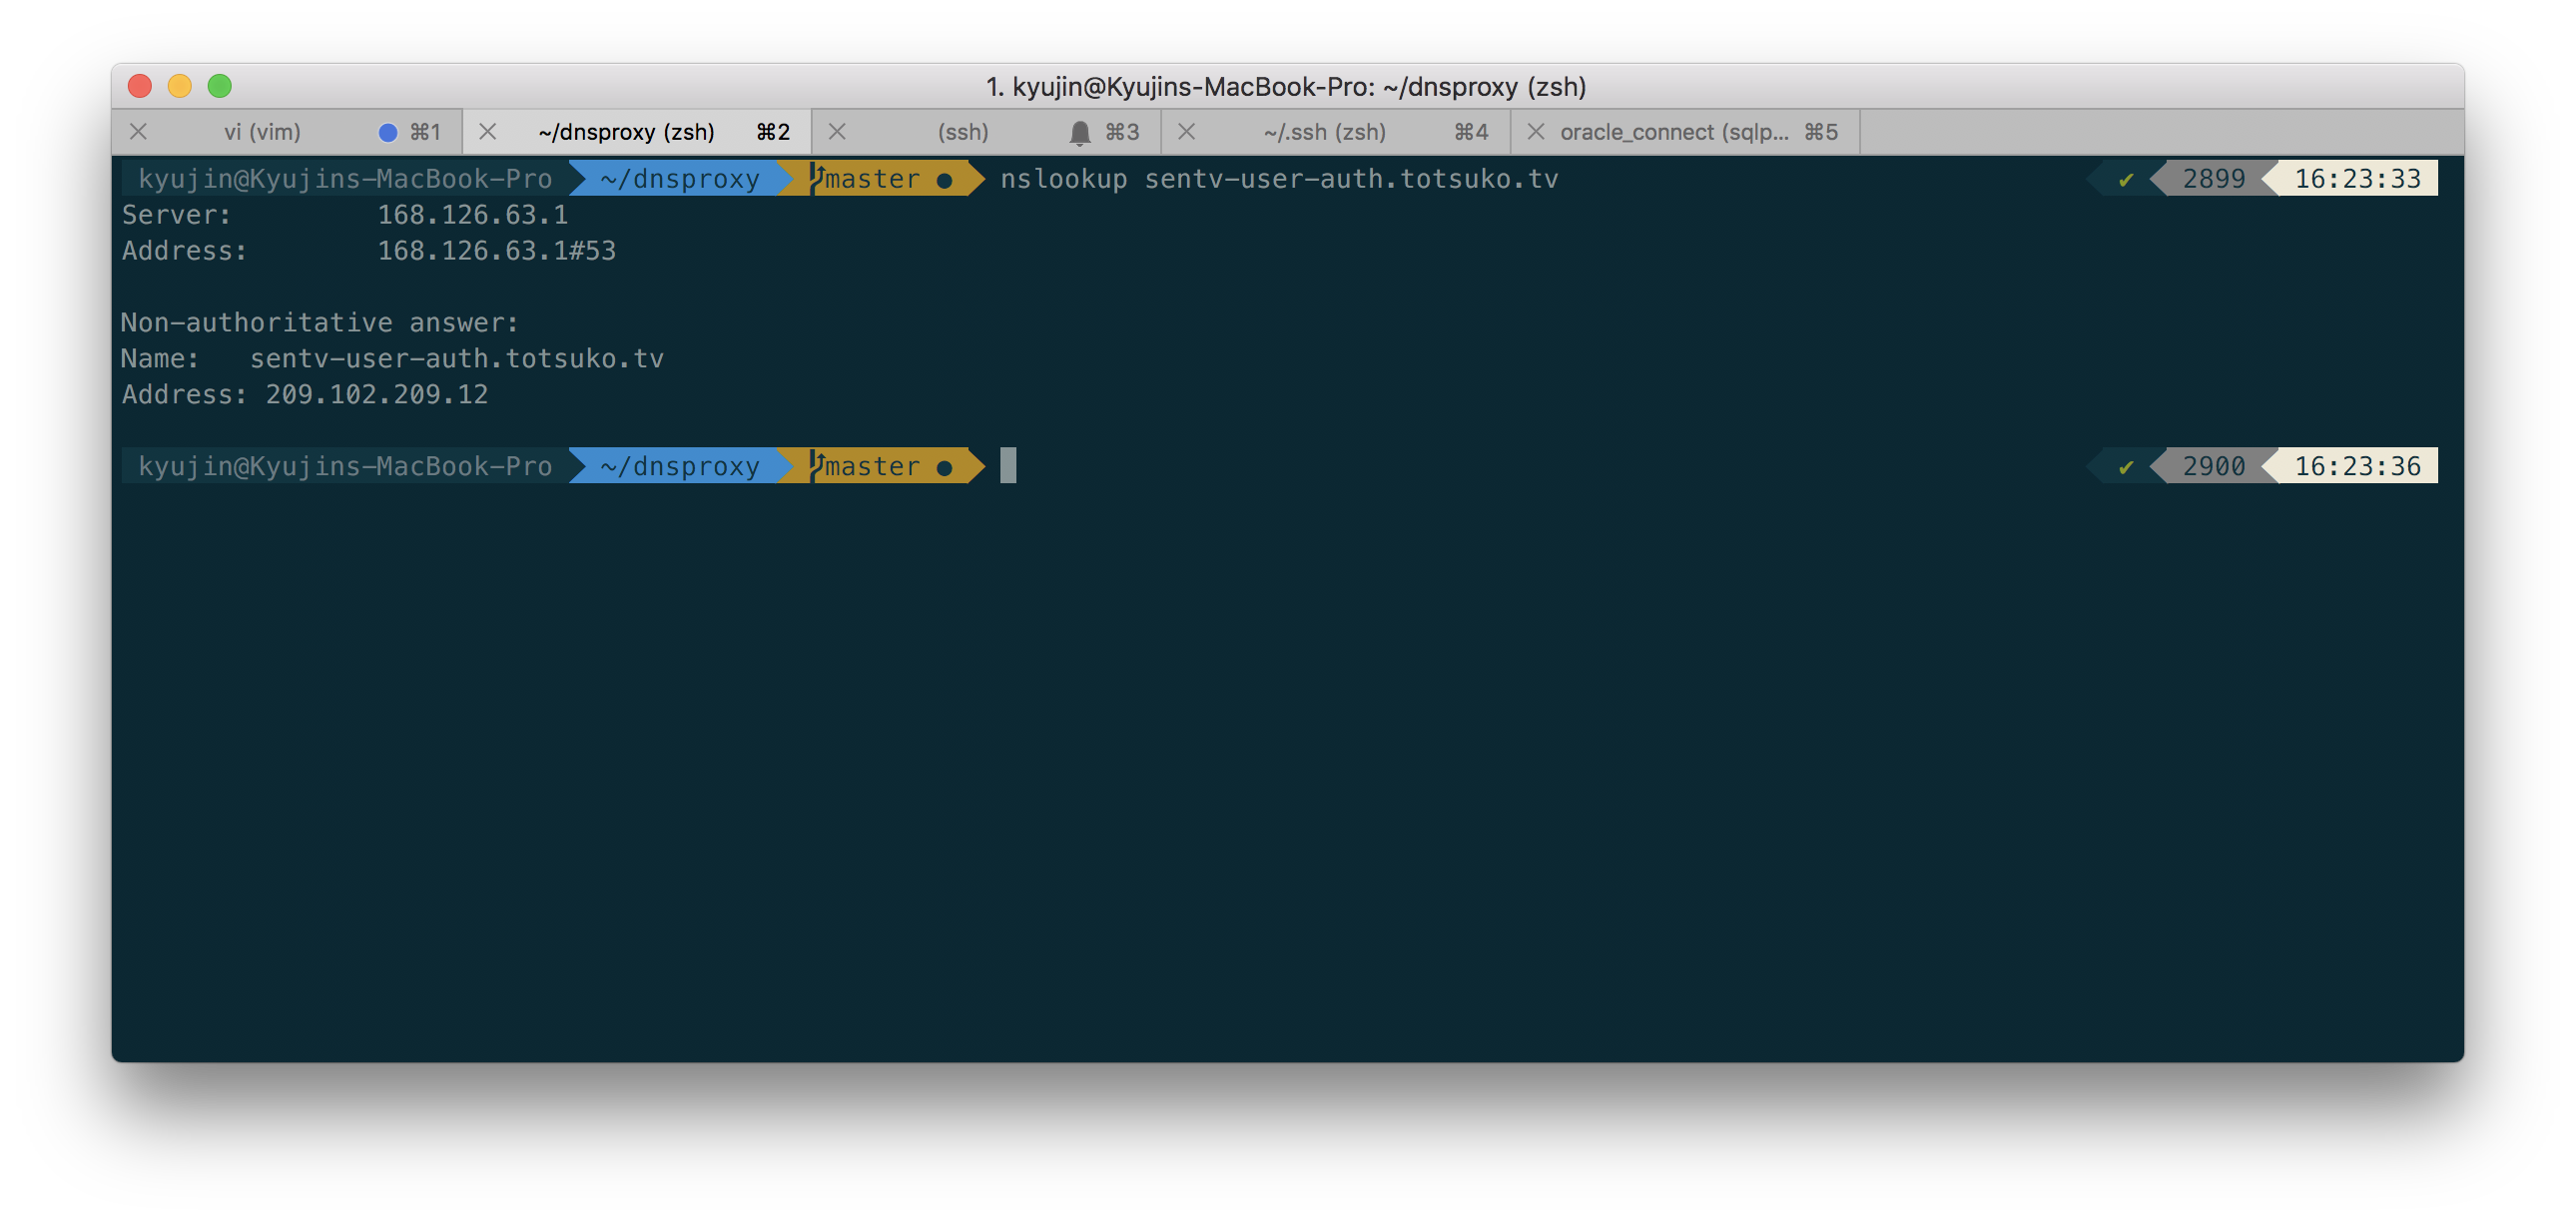 1. kyujin@Kyujins-MacBook-Pro: ~/dnsproxy (zsh)
vi (vim) ⌘1 ~/dnsproxy (zsh) ⌘2 (ssh) ⌘3 ~/.ssh (zsh) ⌘4 oracle_connect (sqlp... ⌘5
kyujin@Kyujins-MacBook-Pro ~/dnsproxy master ● nslookup sentv-user-auth.totsuko.tv ✔ 2899 16:23:33
Server: 168.126.63.1
Address: 168.126.63.1#53
Non-authoritative answer:
Name: sentv-user-auth.totsuko.tv
Address: 209.102.209.12
kyujin@Kyujins-MacBook-Pro ~/dnsproxy master ● ✔ 2900 16:23:36